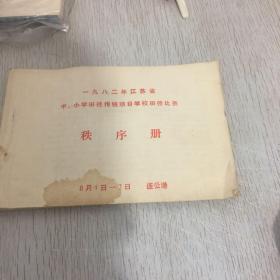 一九八二年江苏省
中、小学田径传统项目学校田径比赛
秩序册
8月1日—7日 连公港